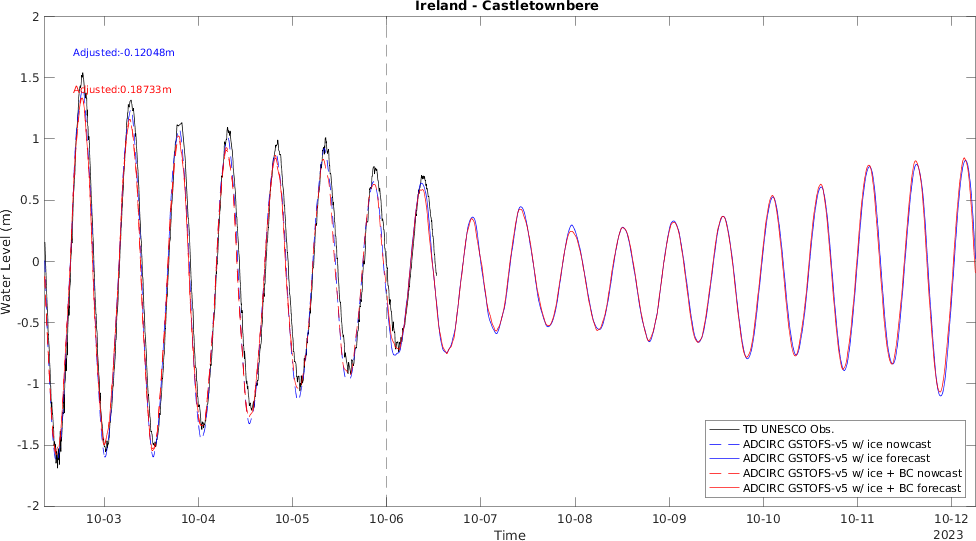 Ireland - Castletownbere
Adjusted:-0.12048m
Adjusted:0.18733m
Water Level (m)
2
1.5
1
0.5
0
-0.5
-1
-1.5
-2
10-03
10-04
10-05
10-06
10-07
10-08
10-09
10-10
10-11
10-12
2023
Time
TD UNESCO Obs.
ADCIRC GSTOFS-v5 w/ ice nowcast
ADCIRC GSTOFS-v5 w/ ice forecast
ADCIRC GSTOFS-v5 w/ ice + BC nowcast
ADCIRC GSTOFS-v5 w/ ice + BC forecast